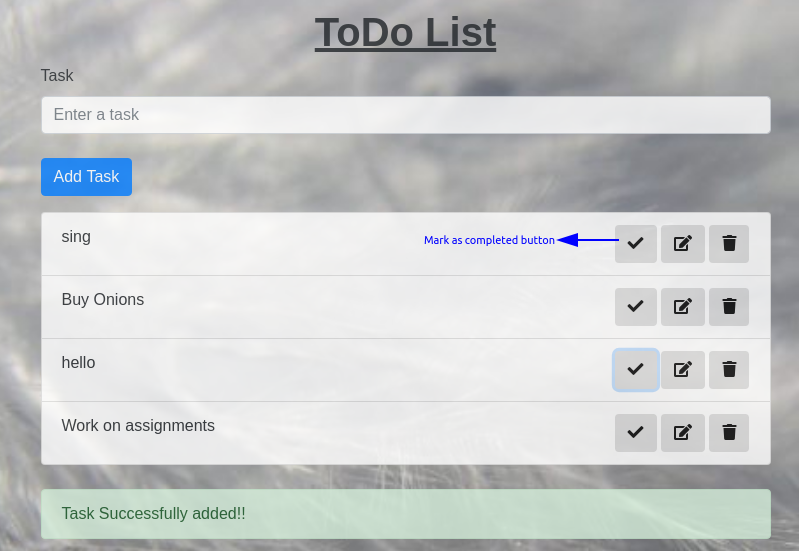 ToDo List
Task
Enter a task
Add Task
sing
Mark as completed button
Buy Onions
hello
Work on assignments
Task Successfully added!!